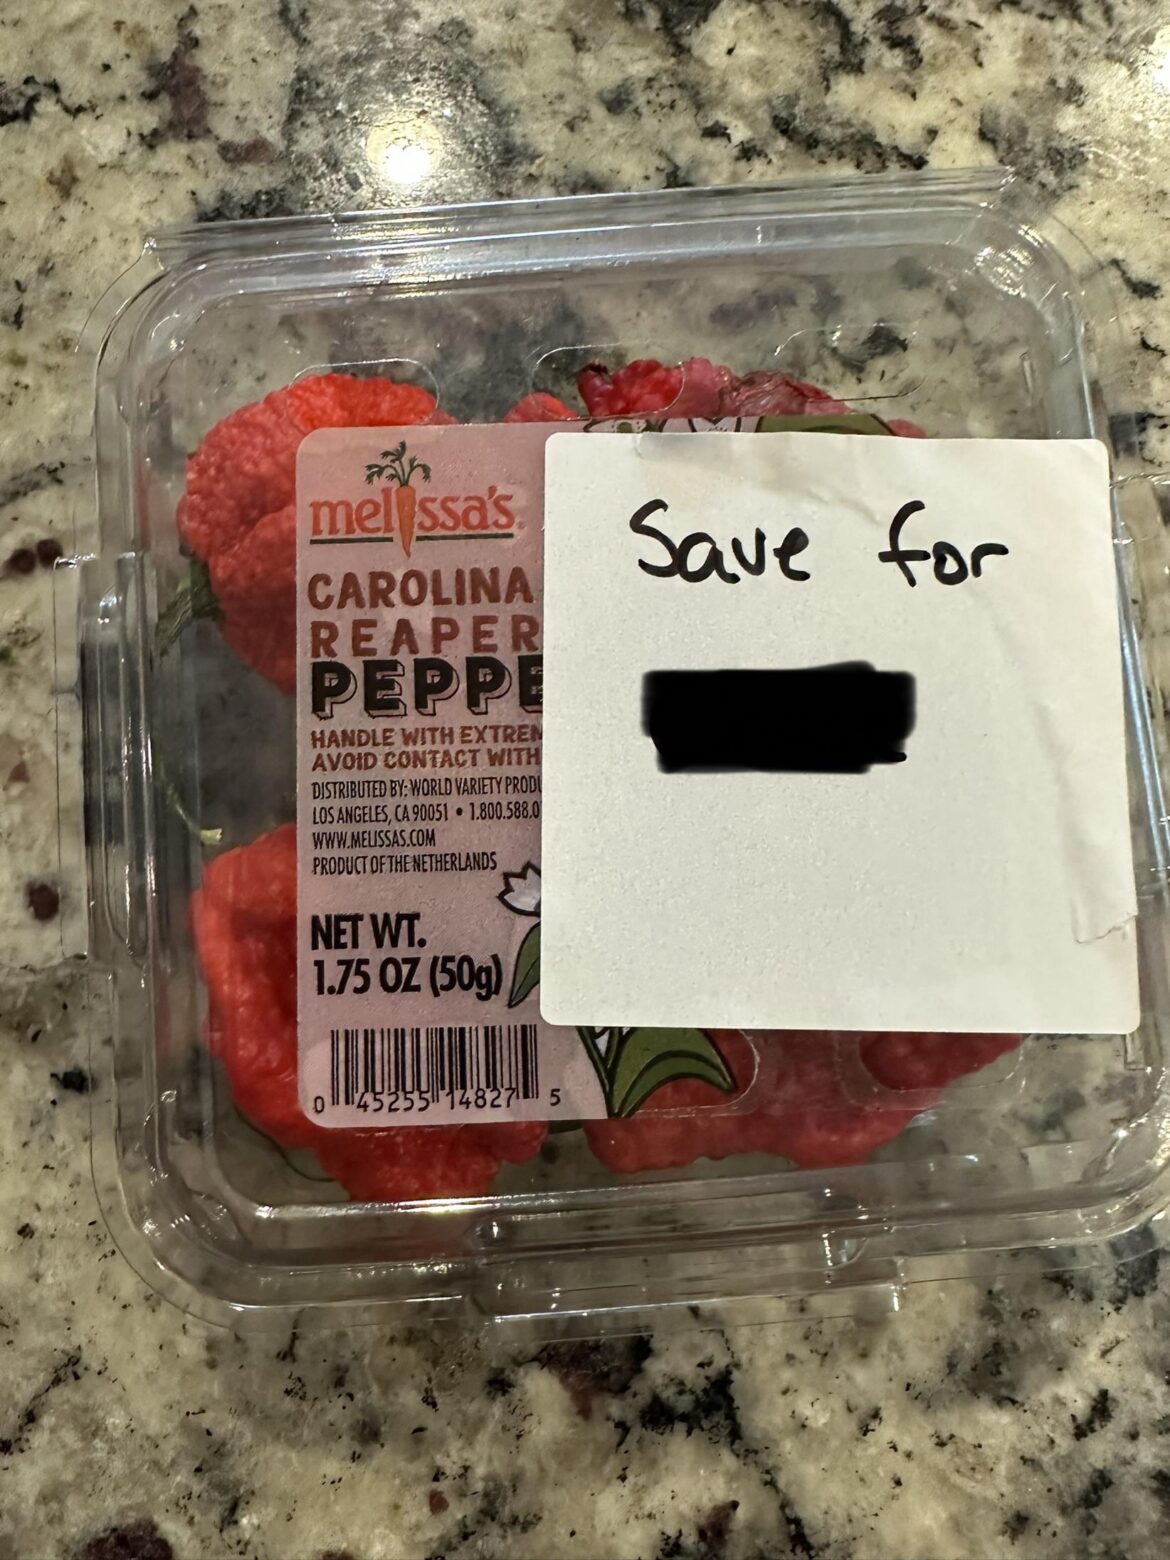 melissa's
CAROLINA
REAPER
PEPPE
HANDLE WITH EXTREM
AVOID CONTACT WITH
DISTRIBUTED BY: WORLD VARIETY PRODU
LOS ANGELES, CA 90051 • 1.800.588.0
WWW.MELISSAS.COM
PRODUCT OF THE NETHERLANDS
NET WT.
1.75 OZ (50g)
0 45255 14827 5
Save for